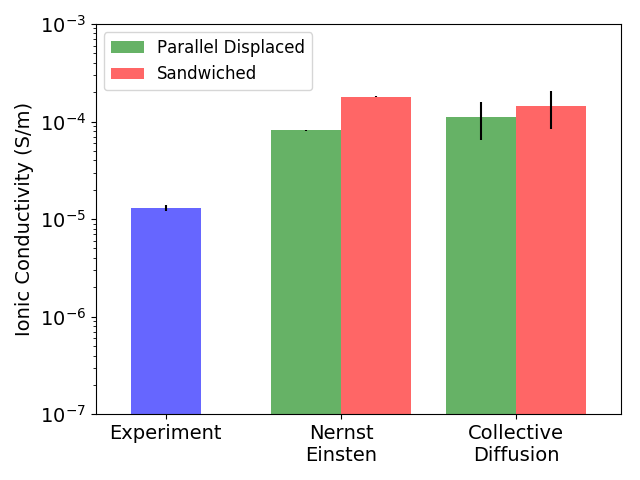 Parallel Displaced
Sandwiched
Ionic Conductivity (S/m)
10⁻³
10⁻⁴
10⁻⁵
10⁻⁶
10⁻⁷
Experiment
Nernst
Einsten
Collective
Diffusion